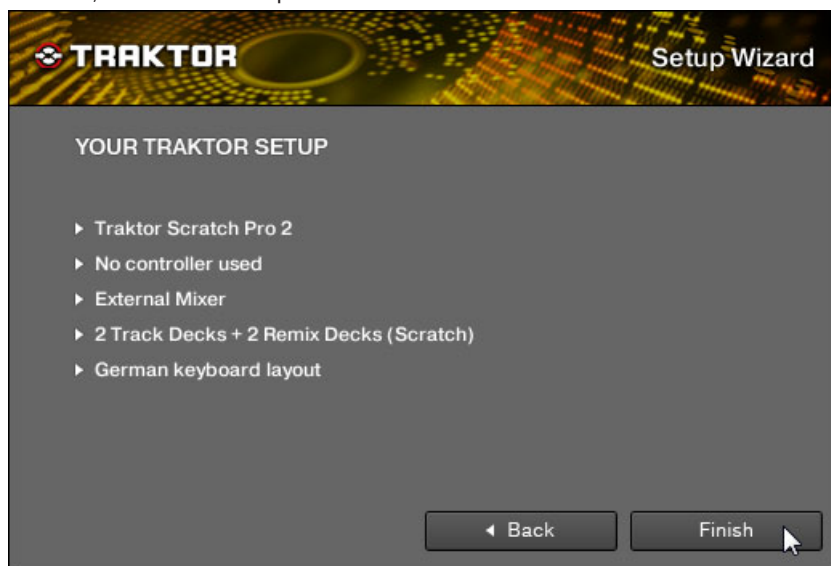 TRAKTOR
Setup Wizard
YOUR TRAKTOR SETUP
Traktor Scratch Pro 2
No controller used
External Mixer
2 Track Decks + 2 Remix Decks (Scratch)
German keyboard layout
Back
Finish